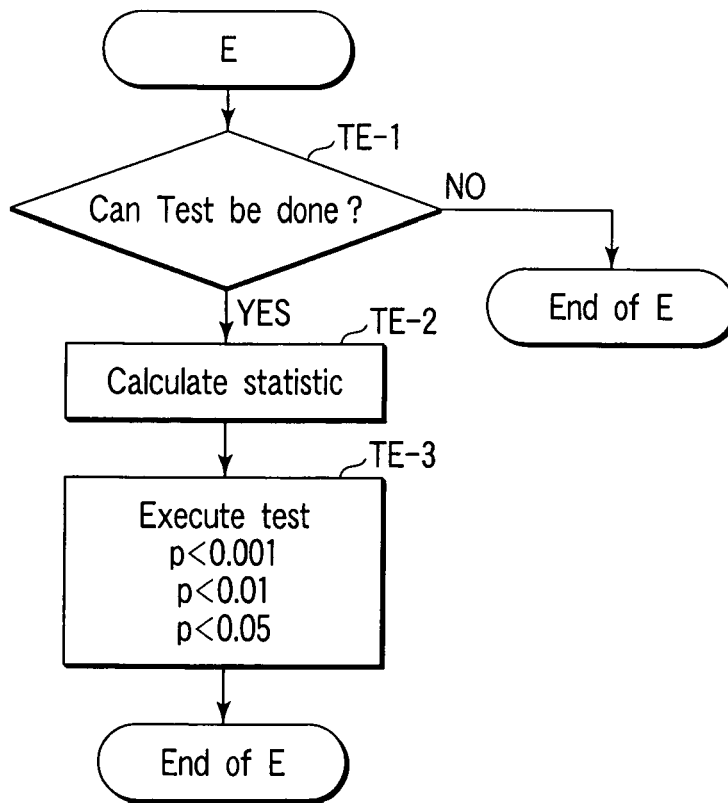 E
TE-1
Can Test be done?
NO
End of E
YES
TE-2
Calculate statistic
TE-3
Execute test
p<0.001
p<0.01
p<0.05
End of E